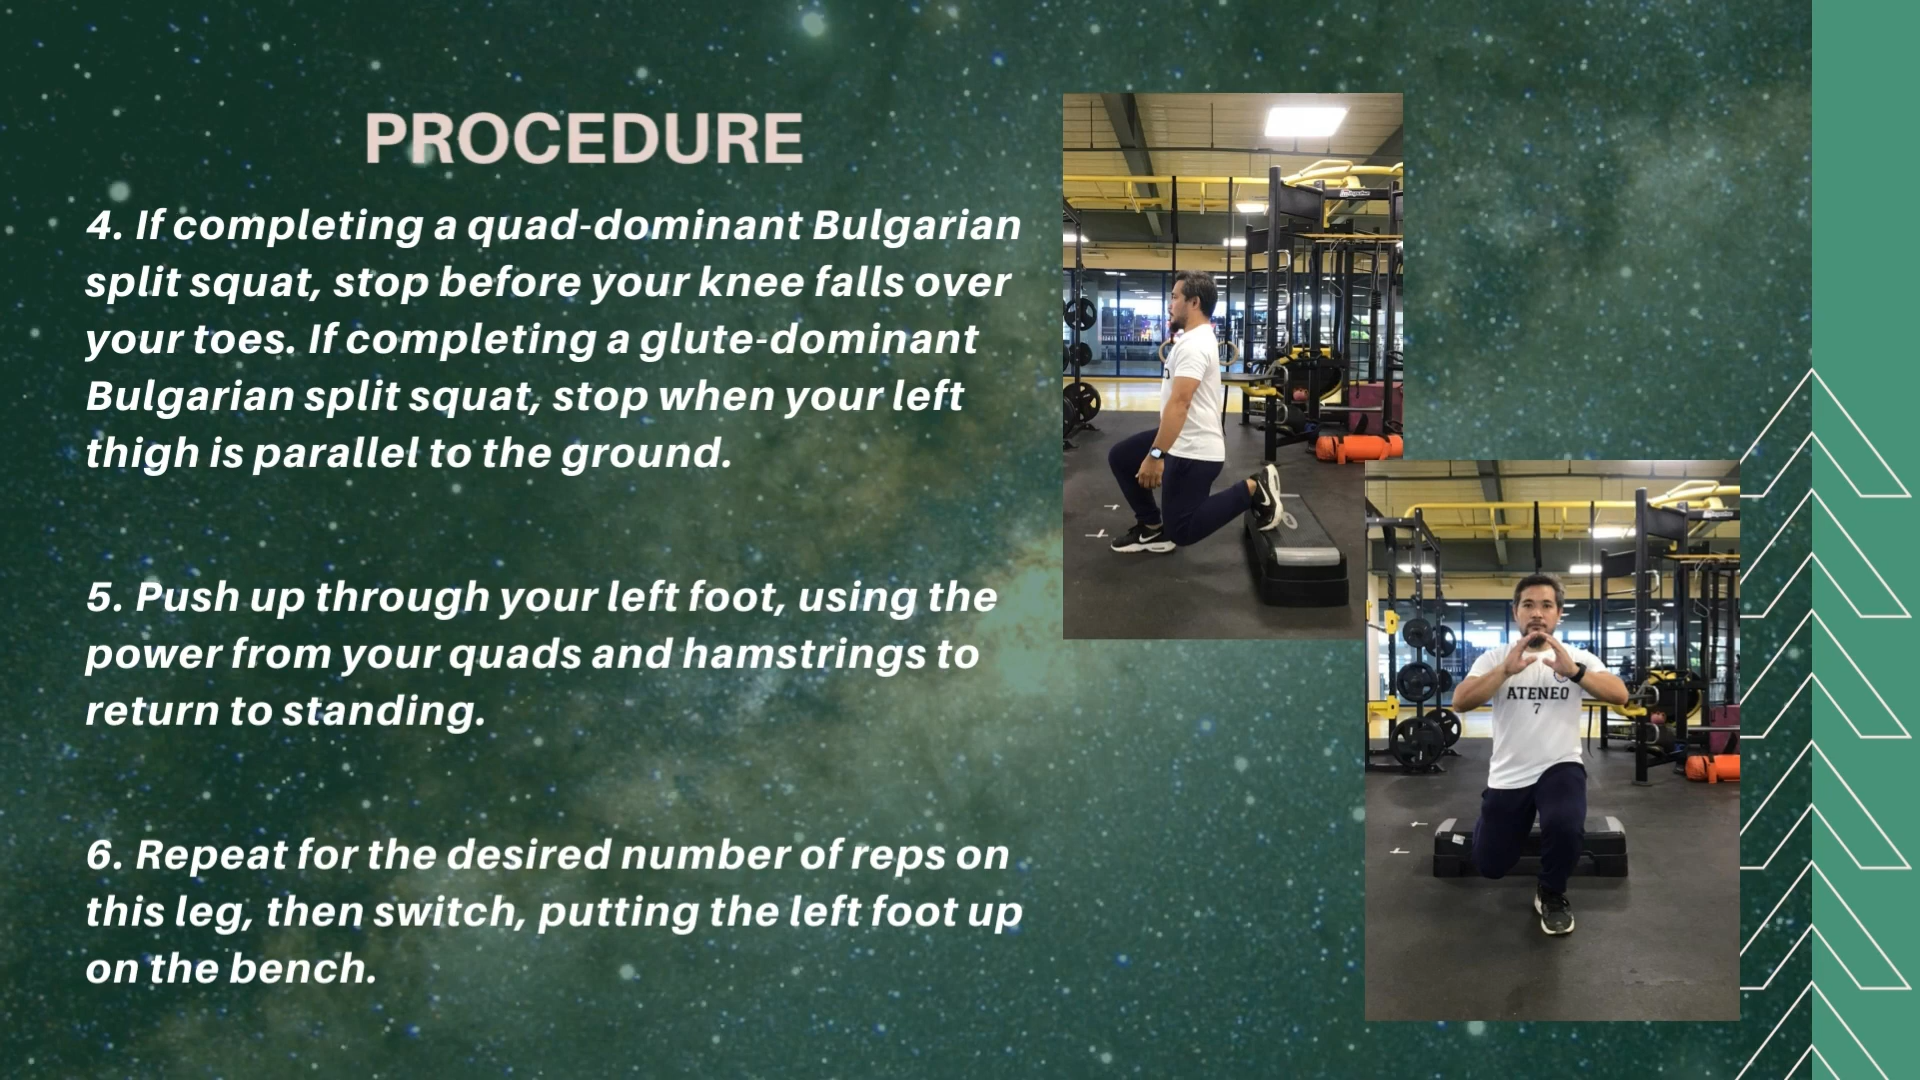 PROCEDURE
4. If completing a quad-dominant Bulgarian
split squat, stop before your knee falls over
your toes. If completing a glute-dominant
Bulgarian split squat, stop when your left
thigh is parallel to the ground.
5. Push up through your left foot, using the
power from your quads and hamstrings to
return to standing.
6. Repeat for the desired number of reps on
this leg, then switch, putting the left foot up
on the bench.
ATENEO
7